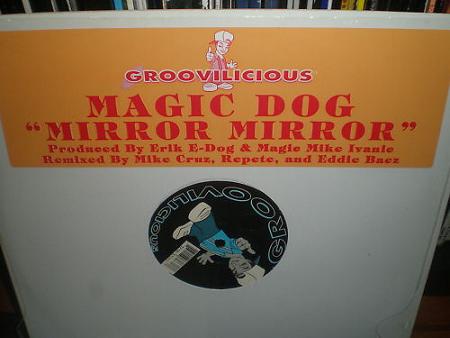 GROOVILICIOUS
MAGIC DOG
"MIRROR MIRROR"
Produced By Erik E-Dog & Magic Mike Ivanie
Remixed By Mike Cruz, Repete, and Eddie Baez
GROOVILICIOUS